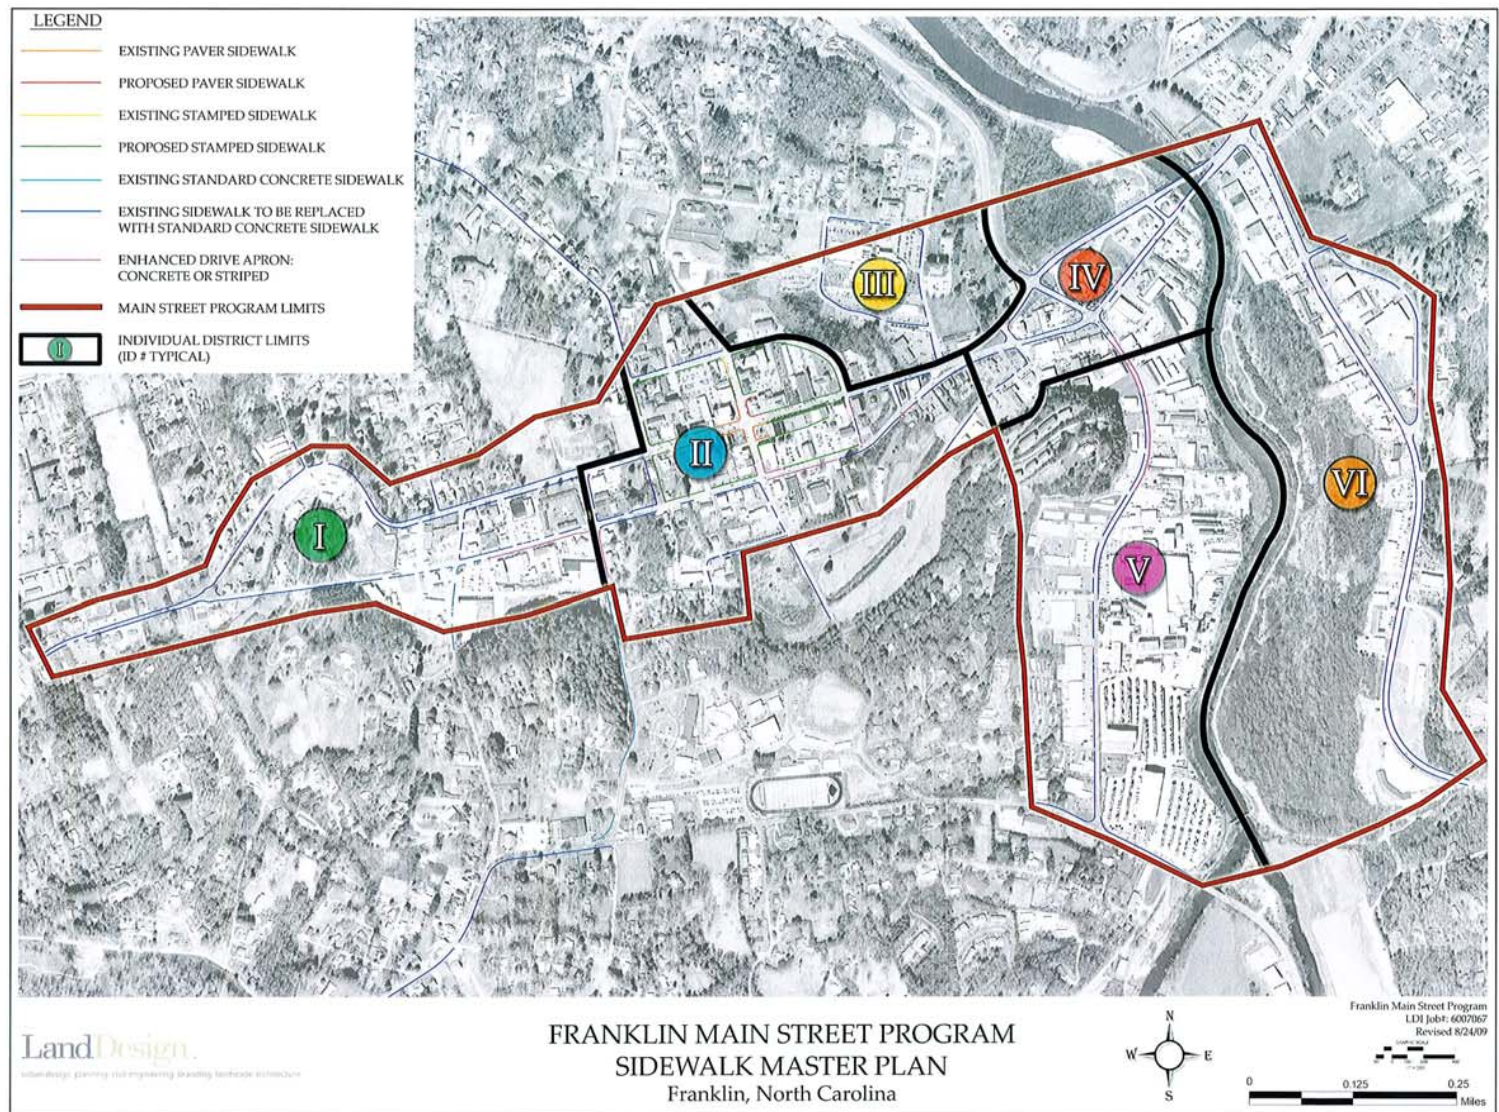 LEGEND
EXISTING PAVER SIDEWALK
PROPOSED PAVER SIDEWALK
EXISTING STAMPED SIDEWALK
PROPOSED STAMPED SIDEWALK
EXISTING STANDARD CONCRETE SIDEWALK
EXISTING SIDEWALK TO BE REPLACED
WITH STANDARD CONCRETE SIDEWALK
ENHANCED DRIVE APRON:
CONCRETE OR STRIPED
MAIN STREET PROGRAM LIMITS
I
INDIVIDUAL DISTRICT LIMITS
(ID # TYPICAL)
III
IV
II
VI
I
V
LandDesign.
FRANKLIN MAIN STREET PROGRAM
SIDEWALK MASTER PLAN
Franklin, North Carolina
N
W E
S
Franklin Main Street Program
LDI Job#: 6007067
Revised 8/24/09
0 0.125 0.25
Miles